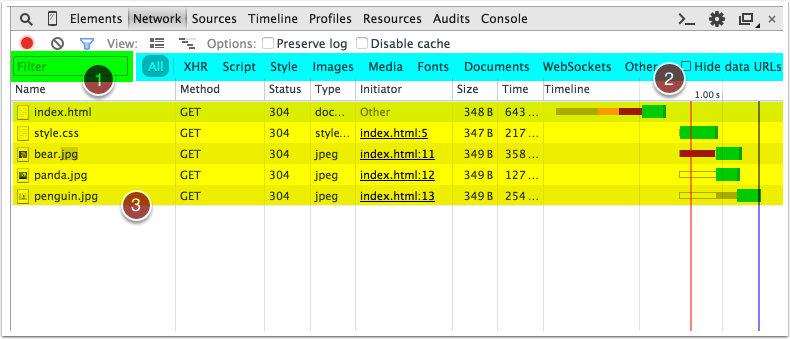 Elements Network Sources Timeline Profiles Resources Audits Console
View: Options: Preserve log Disable cache
Filter 1 All XHR Script Style Images Media Fonts Documents WebSockets Other 2 Hide data URLs
Name Method Status Type Initiator Size Time Timeline 1.00 s
index.html GET 304 doc... Other 348 B 643 ...
style.css GET 304 style... index.html:5 347 B 217 ...
bear.jpg GET 304 jpeg index.html:11 349 B 358 ...
panda.jpg GET 304 jpeg index.html:12 349 B 127 ...
penguin.jpg GET 304 jpeg index.html:13 349 B 254 ...
3